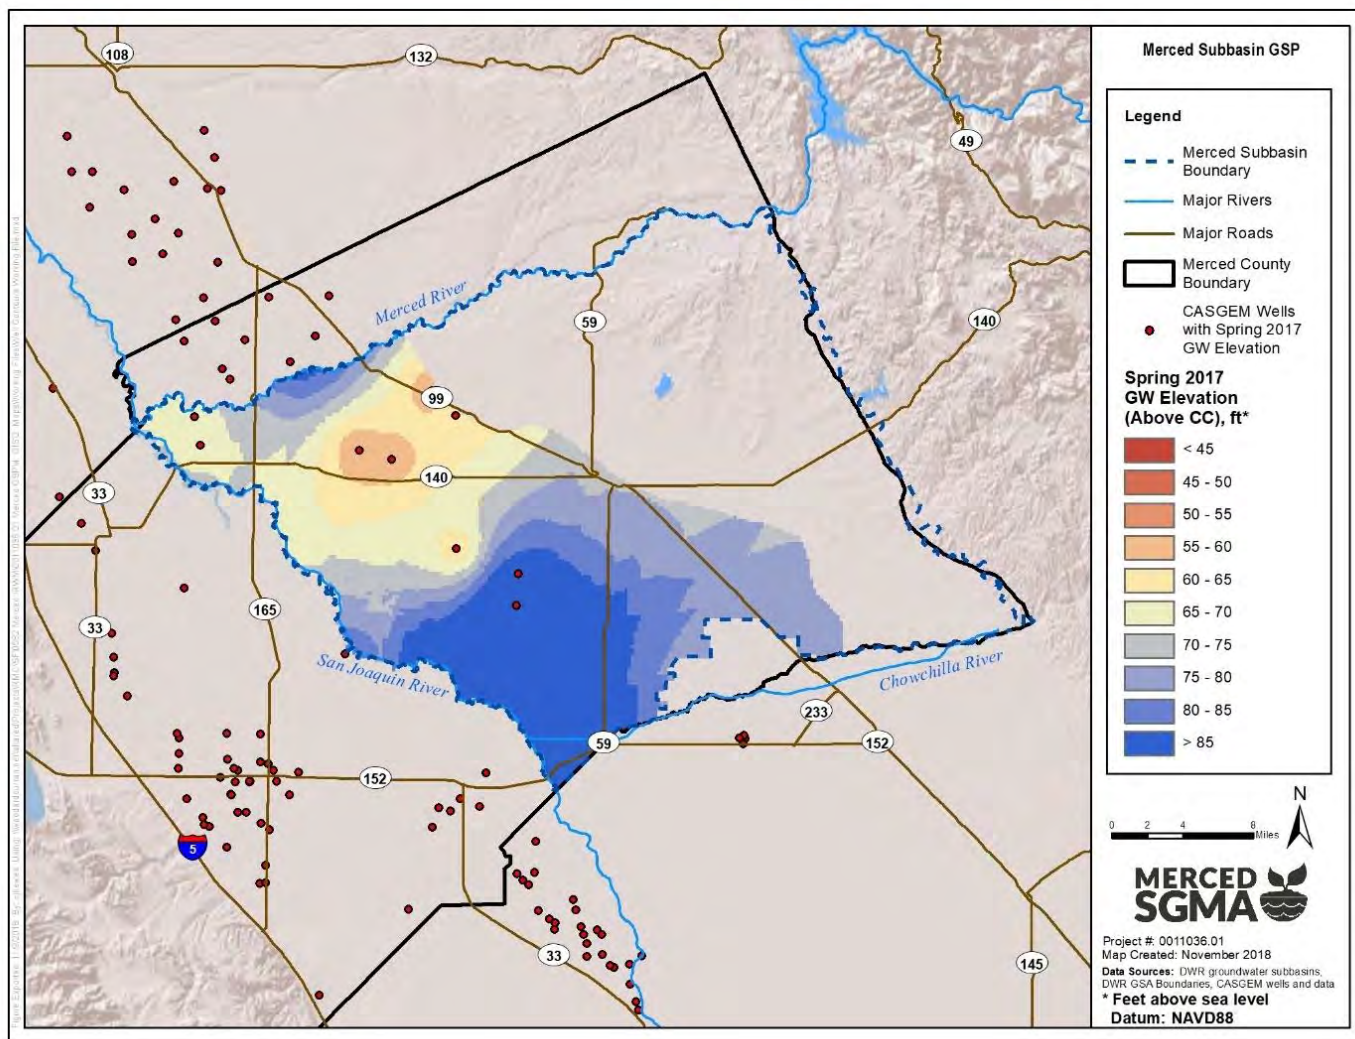 Merced Subbasin GSP
Legend
Merced Subbasin
Boundary
Major Rivers
Major Roads
Merced County
Boundary
CASGEM Wells
with Spring 2017
GW Elevation
Spring 2017
GW Elevation
(Above CC), ft*
< 45
45 - 50
50 - 55
55 - 60
60 - 65
65 - 70
70 - 75
75 - 80
80 - 85
> 85
N
0 2 4 8
Miles
MERCED
SGMA
Project #: 0011036.01
Map Created: November 2018
Data Sources: DWR groundwater subbasins,
DWR GSA Boundaries, CASGEM wells and data
* Feet above sea level
Datum: NAVD88
108
132
49
Merced River
59
140
99
140
33
165
33
San Joaquin River
Chowchilla River
233
59
152
152
5
33
145